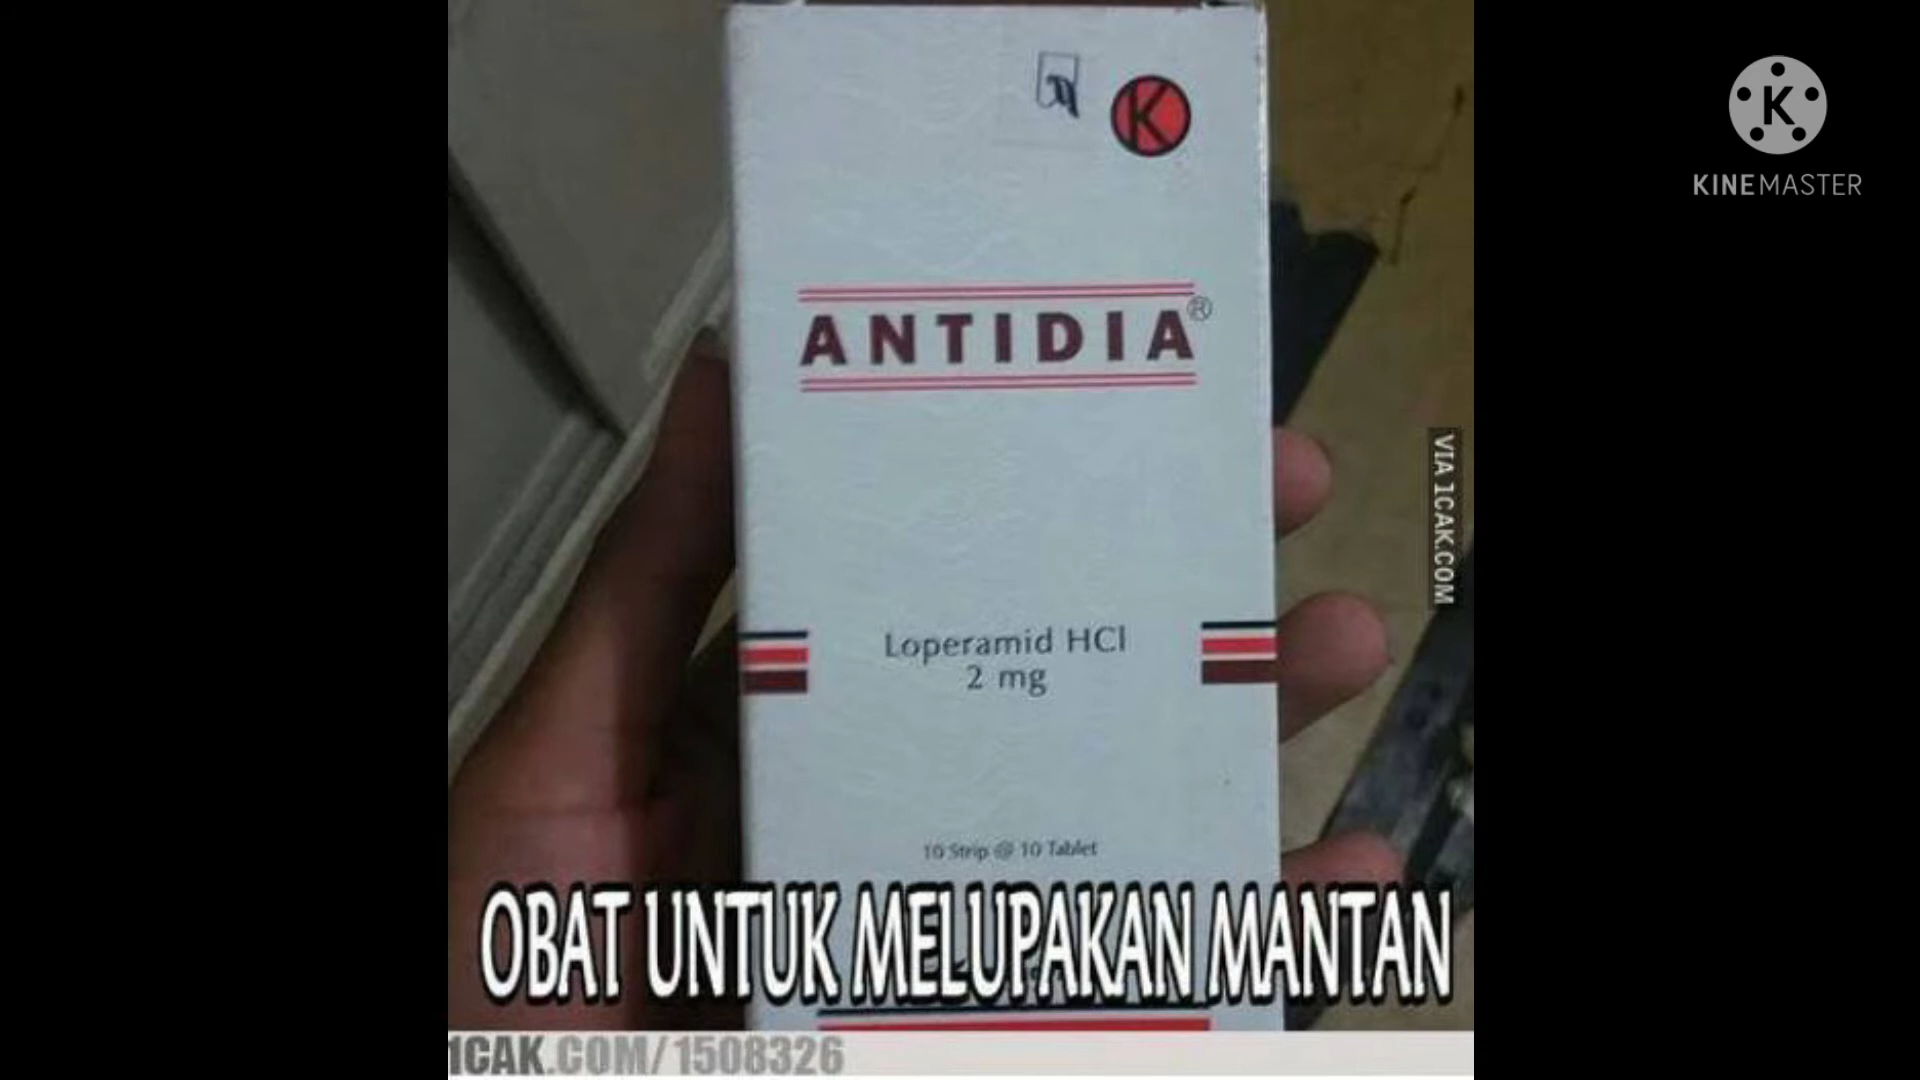 K
KINEMASTER
K
ANTIDIA®
VIA 1CAK.COM
Loperamid HCl
2 mg
10 Strip @ 10 Tablet
OBAT UNTUK MELUPAKAN MANTAN
1CAK.COM/1508326